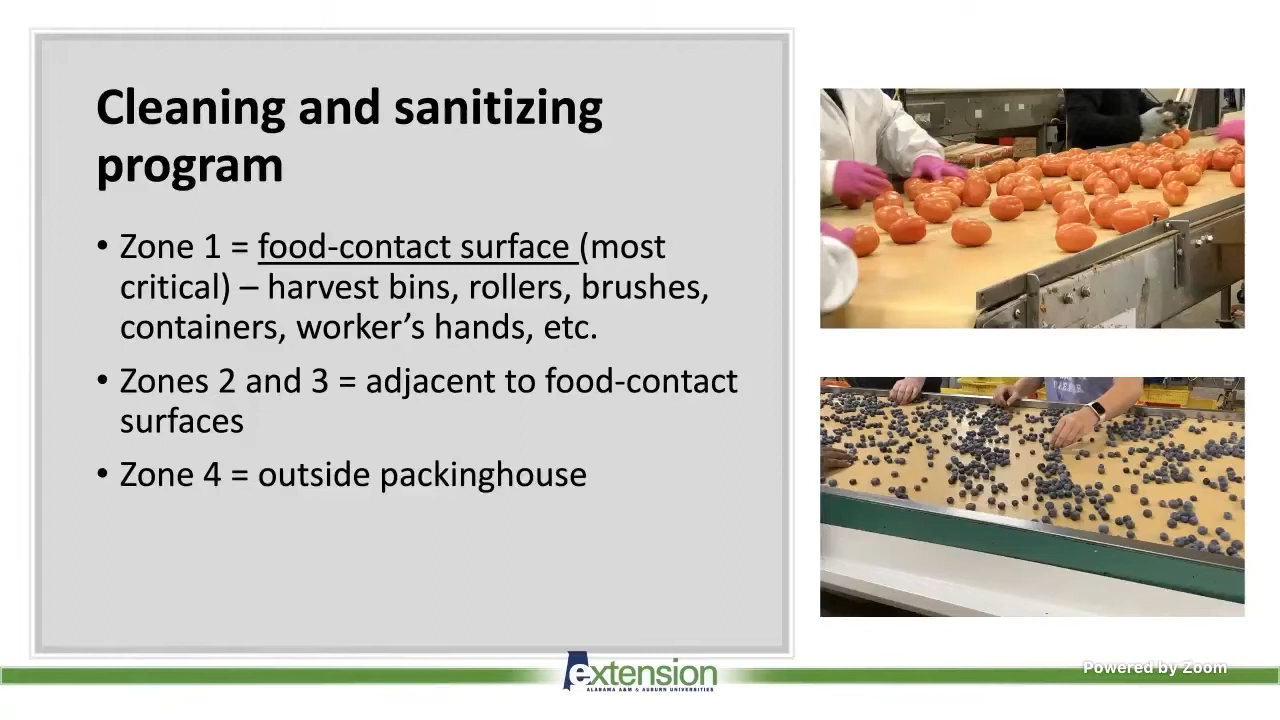 Cleaning and sanitizing
program
• Zone 1 = food-contact surface (most
critical) – harvest bins, rollers, brushes,
containers, worker’s hands, etc.
• Zones 2 and 3 = adjacent to food-contact
surfaces
• Zone 4 = outside packinghouse
extension
ALABAMA A&M & AUBURN UNIVERSITIES
Powered by Zoom